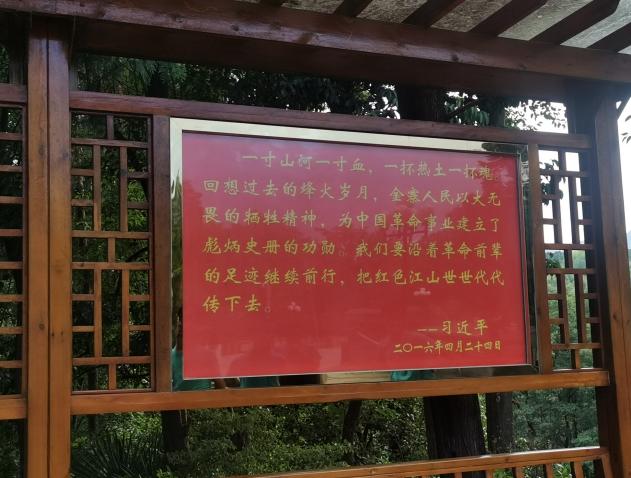 一寸山河一寸血，一抔热土一抔魂。
回想过去的烽火岁月，金寨人民以大无
畏的牺牲精神，为中国革命事业建立了
彪炳史册的功勋。我们要沿着革命前辈
的足迹继续前行，把红色江山世世代代
传下去。
——习近平
二〇一六年四月二十四日